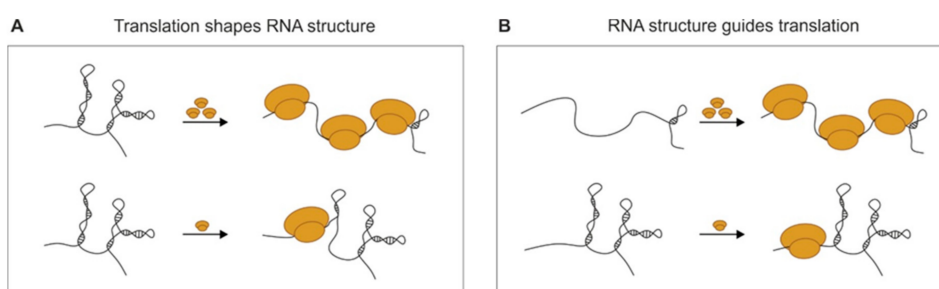 A
Translation shapes RNA structure
B
RNA structure guides translation